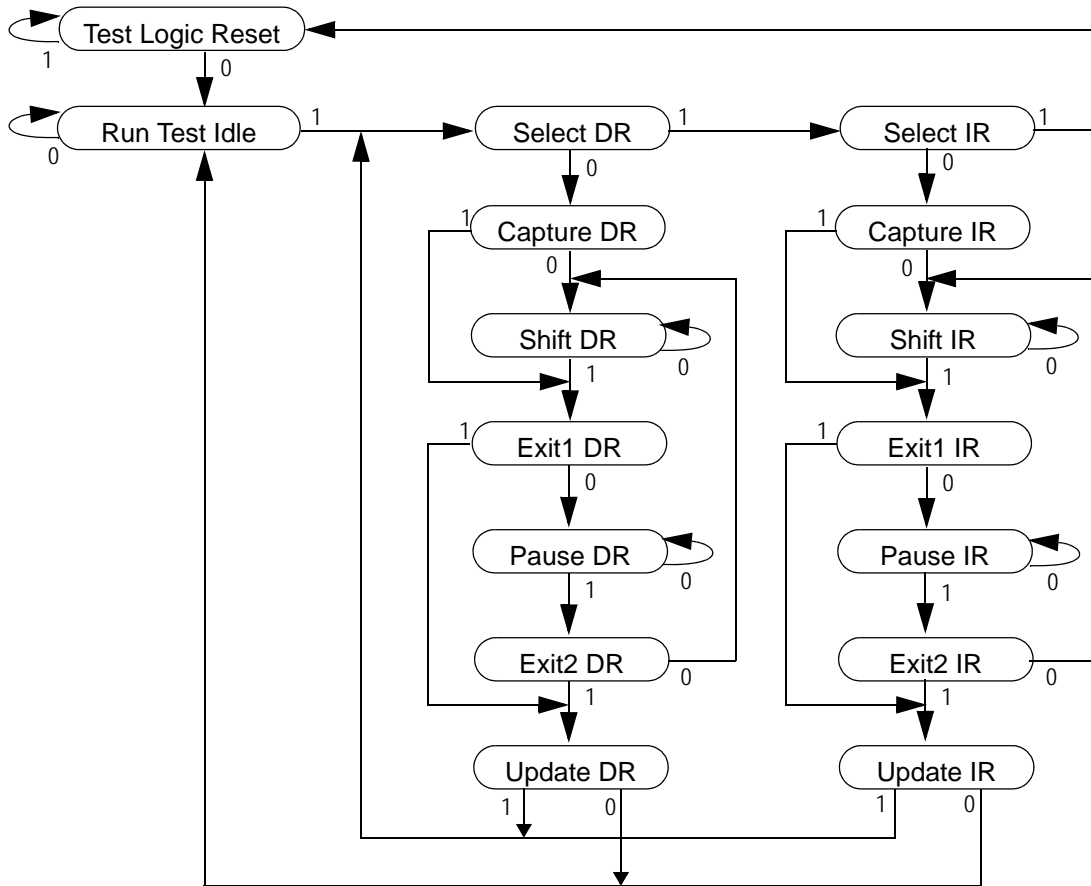 Test Logic Reset
1
0
Run Test Idle
1
0
Select DR
1
0
Select IR
1
0
1
Capture DR
0
1
Capture IR
0
Shift DR
0
1
Shift IR
0
1
1
Exit1 DR
0
1
Exit1 IR
0
Pause DR
0
1
Pause IR
0
1
Exit2 DR
0
1
Exit2 IR
0
1
Update DR
1
0
Update IR
1
0